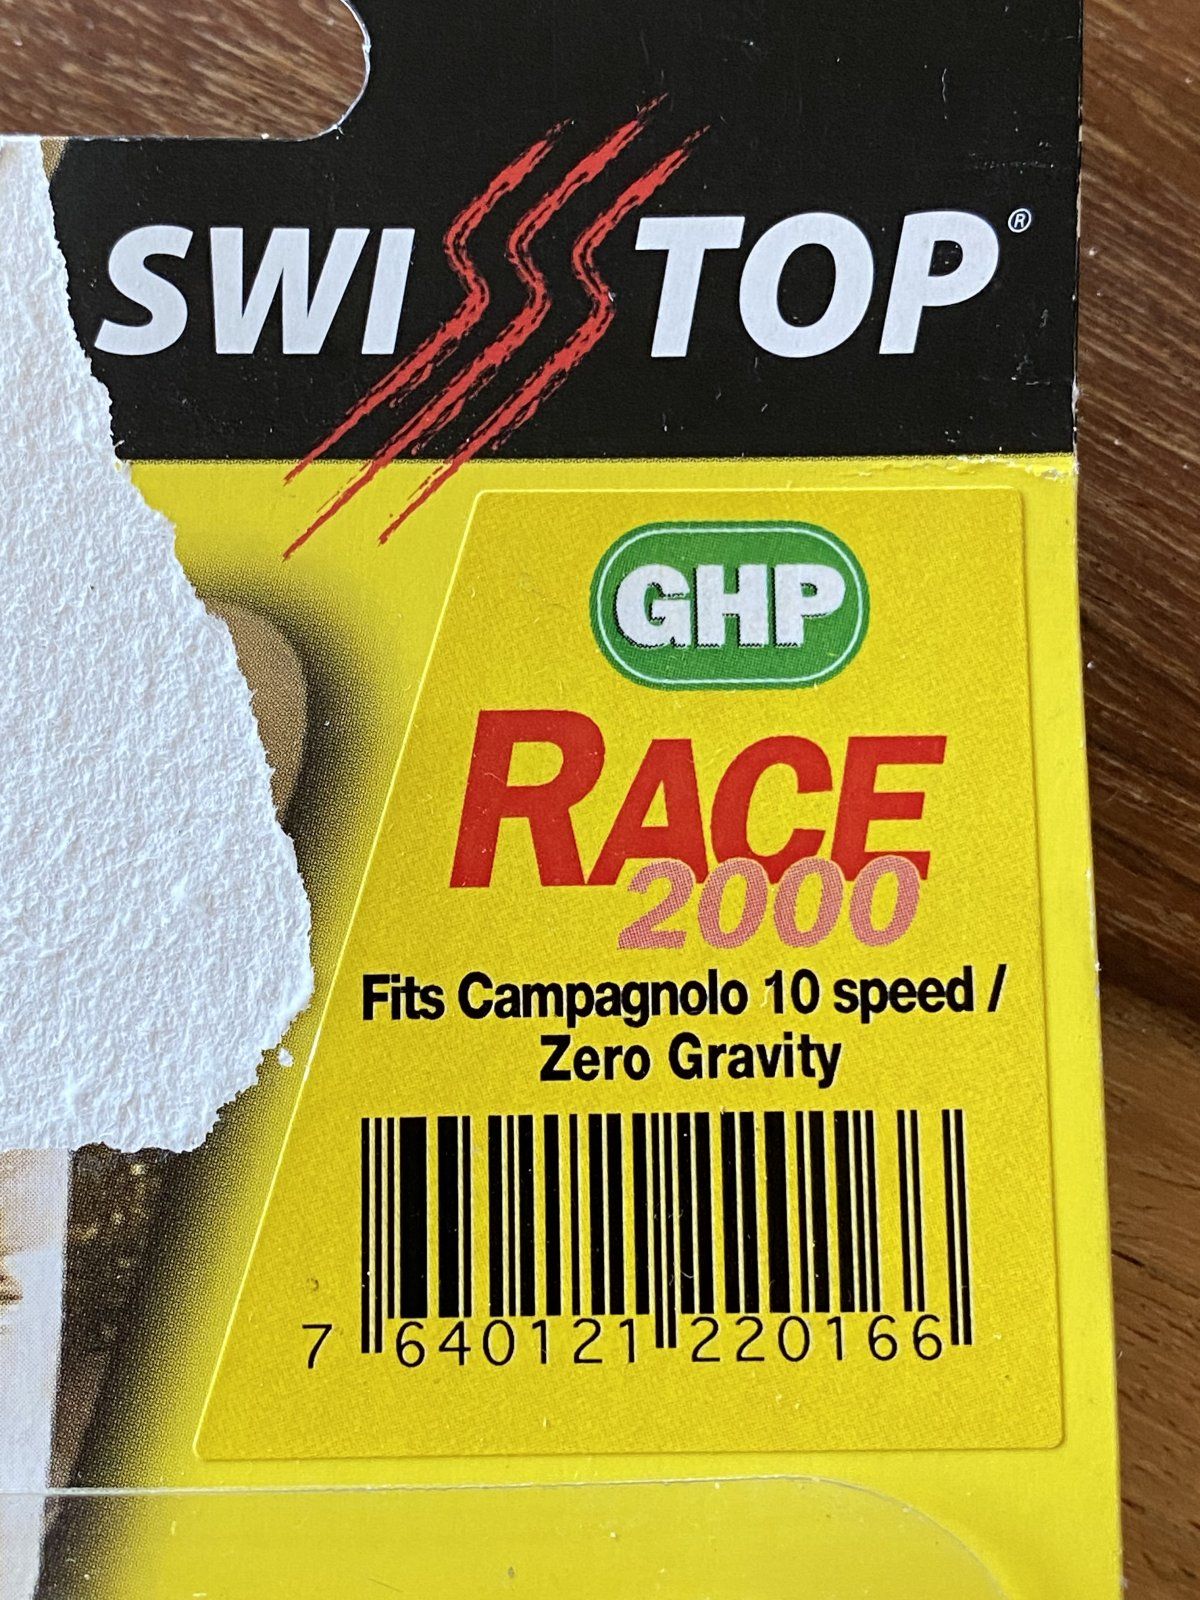 SWISSTOP®
GHP
RACE
2000
Fits Campagnolo 10 speed /
Zero Gravity
7 640121 220166